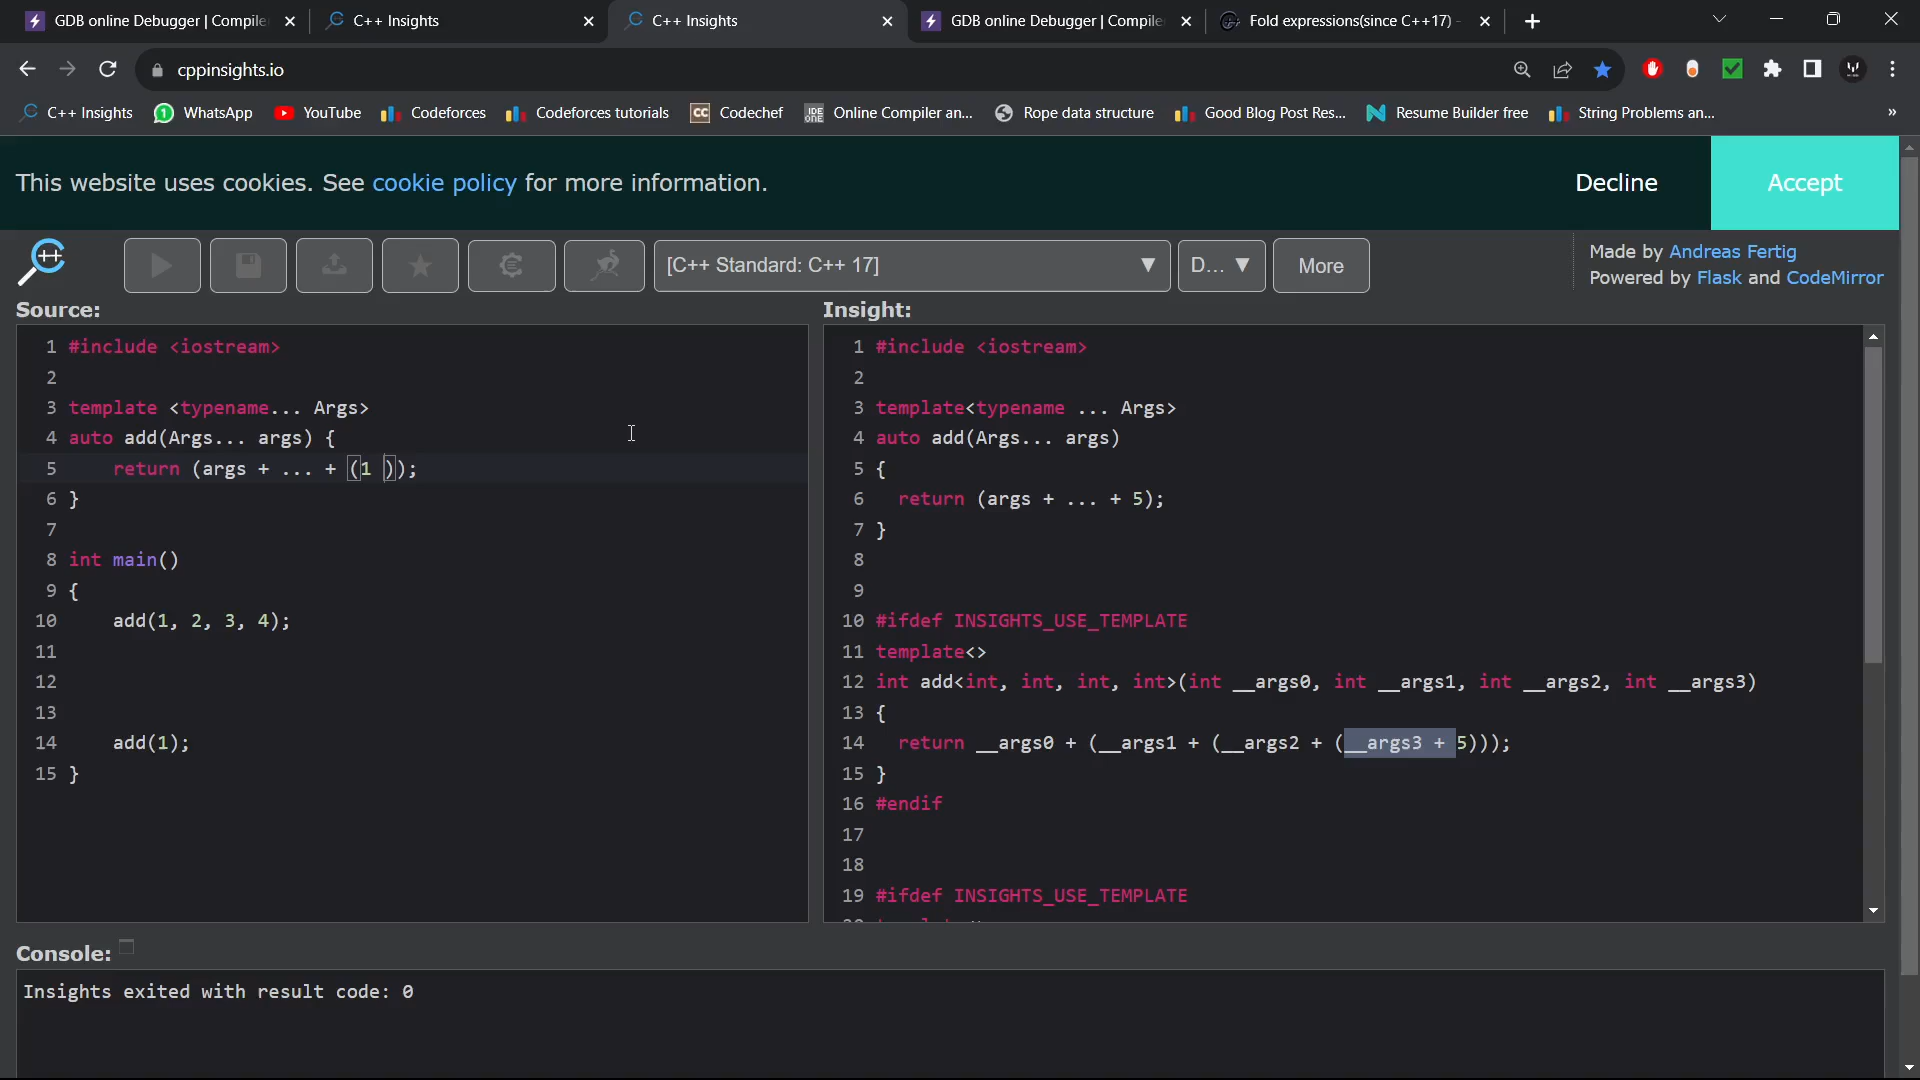 GDB online Debugger | Compile C++ Insights C++ Insights GDB online Debugger | Compile Fold expressions(since C++17) -
cppinsights.io
C++ Insights WhatsApp YouTube Codeforces Codeforces tutorials Codechef Online Compiler an... Rope data structure Good Blog Post Res... Resume Builder free String Problems an... »
This website uses cookies. See cookie policy for more information. Decline Accept
[C++ Standard: C++ 17] D... More
Made by Andreas Fertig
Powered by Flask and CodeMirror
Source:
1 #include <iostream>
2
3 template <typename... Args>
4 auto add(Args... args) {
5 return (args + ... + (1 ));
6 }
7
8 int main()
9 {
10 add(1, 2, 3, 4);
11
12
13
14 add(1);
15 }
Insight:
1 #include <iostream>
2
3 template<typename ... Args>
4 auto add(Args... args)
5 {
6 return (args + ... + 5);
7 }
8
9
10 #ifdef INSIGHTS_USE_TEMPLATE
11 template<>
12 int add<int, int, int, int>(int __args0, int __args1, int __args2, int __args3)
13 {
14 return __args0 + (__args1 + (__args2 + (__args3 + 5)));
15 }
16 #endif
17
18
19 #ifdef INSIGHTS_USE_TEMPLATE
Console:
Insights exited with result code: 0